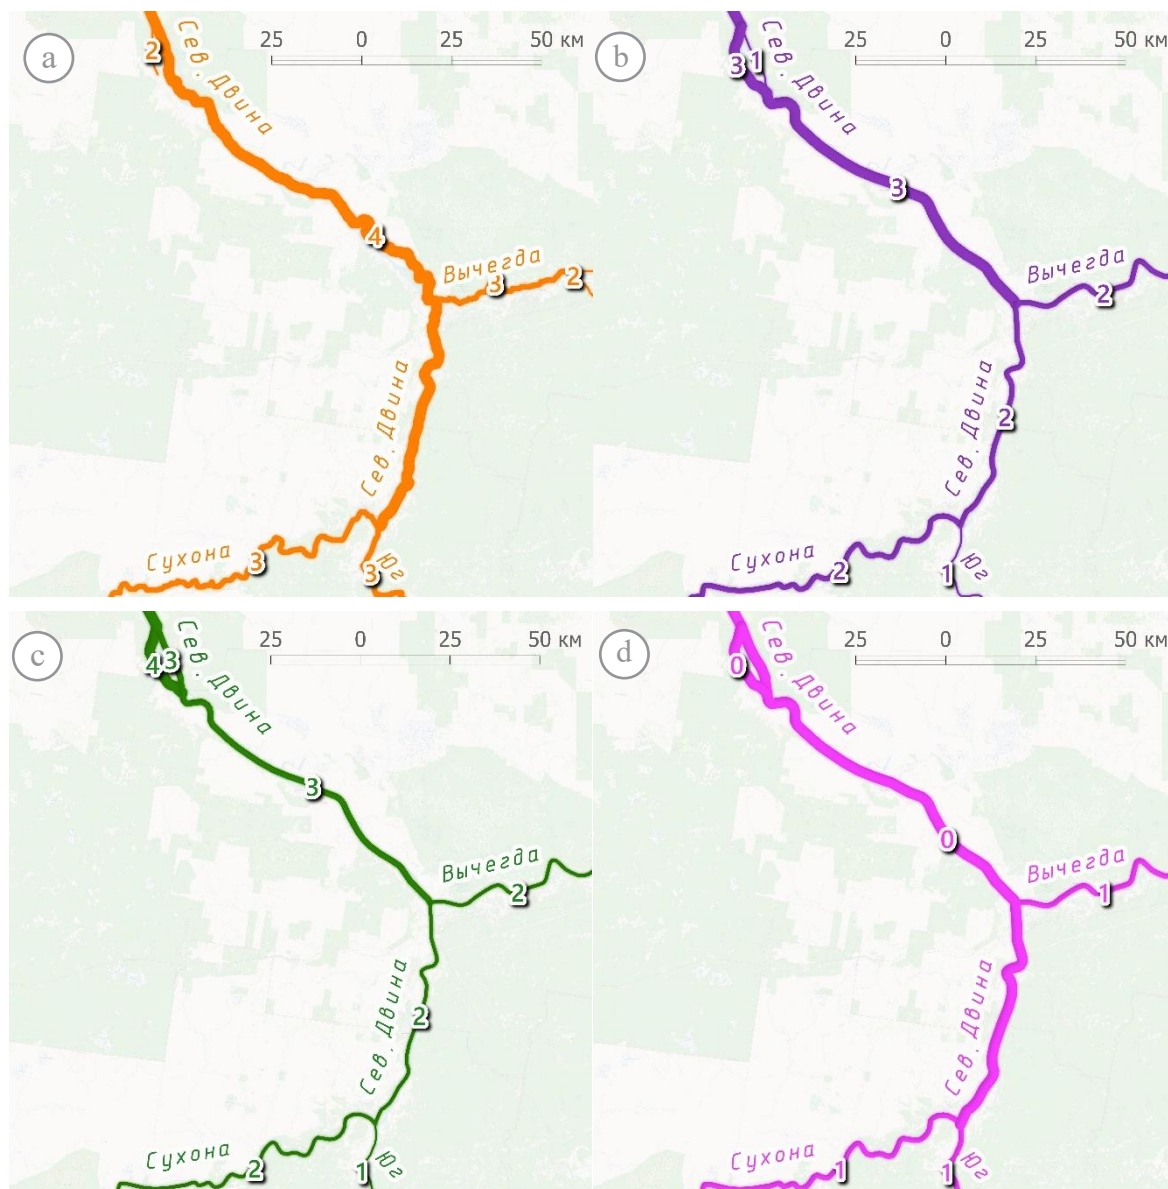 a
25 0 25 50 км
2
Сев. Двина
4
Вычегда
3
2
Сев. Двина
Сухона
3
3
Юг
b
25 0 25 50 км
3
1
Сев. Двина
3
Вычегда
2
Сев. Двина
2
Сухона
2
1
Юг
c
25 0 25 50 км
4
3
Сев. Двина
3
Вычегда
2
Сев. Двина
2
Сухона
2
1
Юг
d
25 0 25 50 км
0
Сев. Двина
0
Вычегда
1
Сев. Двина
Сухона
1
1
Юг